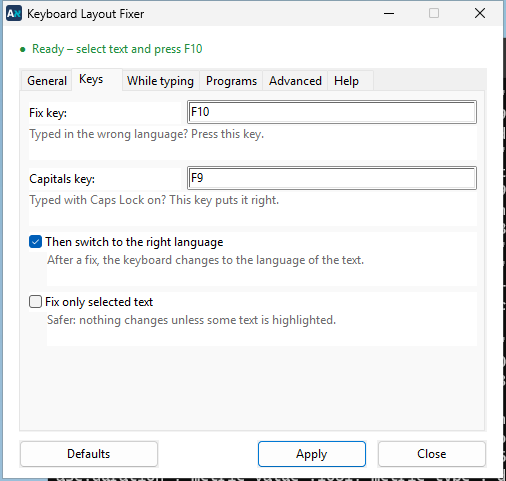 Keyboard Layout Fixer
● Ready – select text and press F10
General Keys While typing Programs Advanced Help
Fix key: F10
Typed in the wrong language? Press this key.
Capitals key: F9
Typed with Caps Lock on? This key puts it right.
Then switch to the right language
After a fix, the keyboard changes to the language of the text.
Fix only selected text
Safer: nothing changes unless some text is highlighted.
Defaults Apply Close